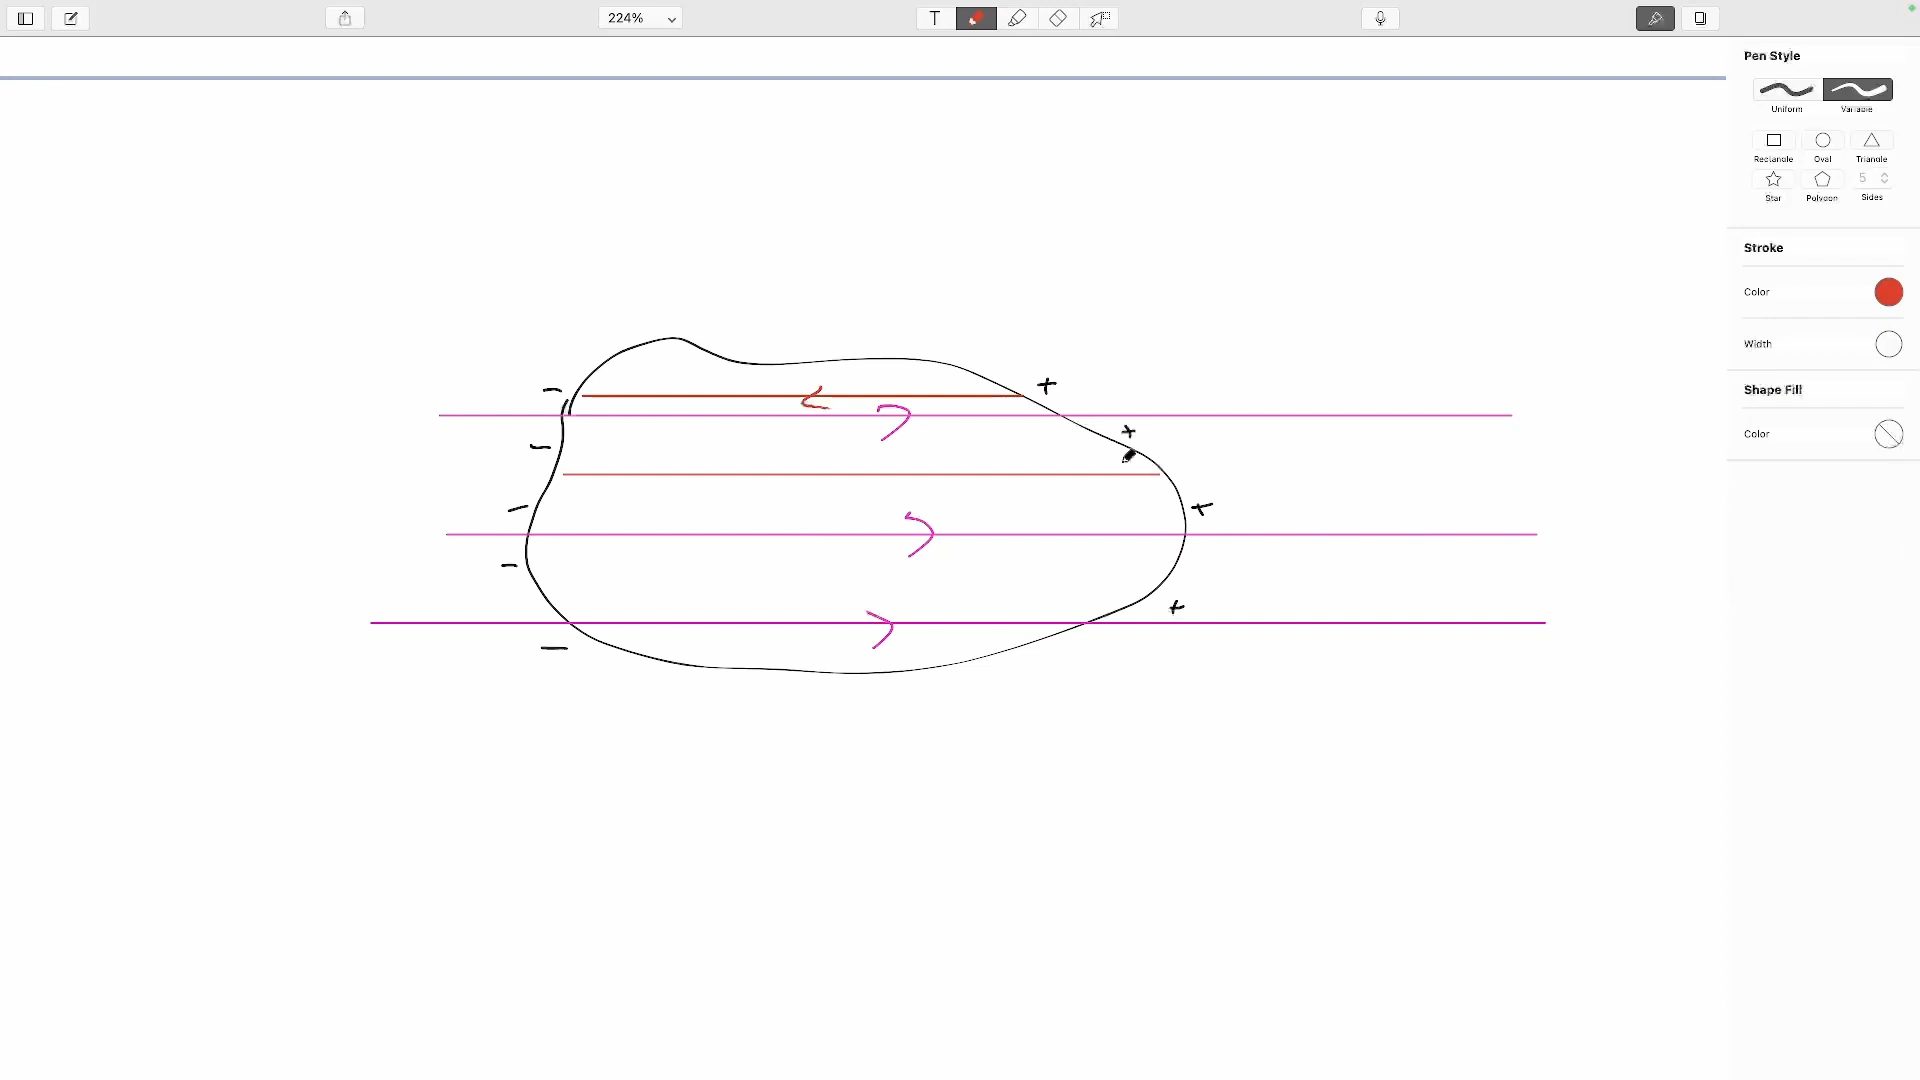 224%
T
Pen Style
Uniform Variable
Rectangle Oval Triangle
5
Star Polygon Sides
Stroke
Color
Width
Shape Fill
Color
− +
+
−
− +
−
+
−